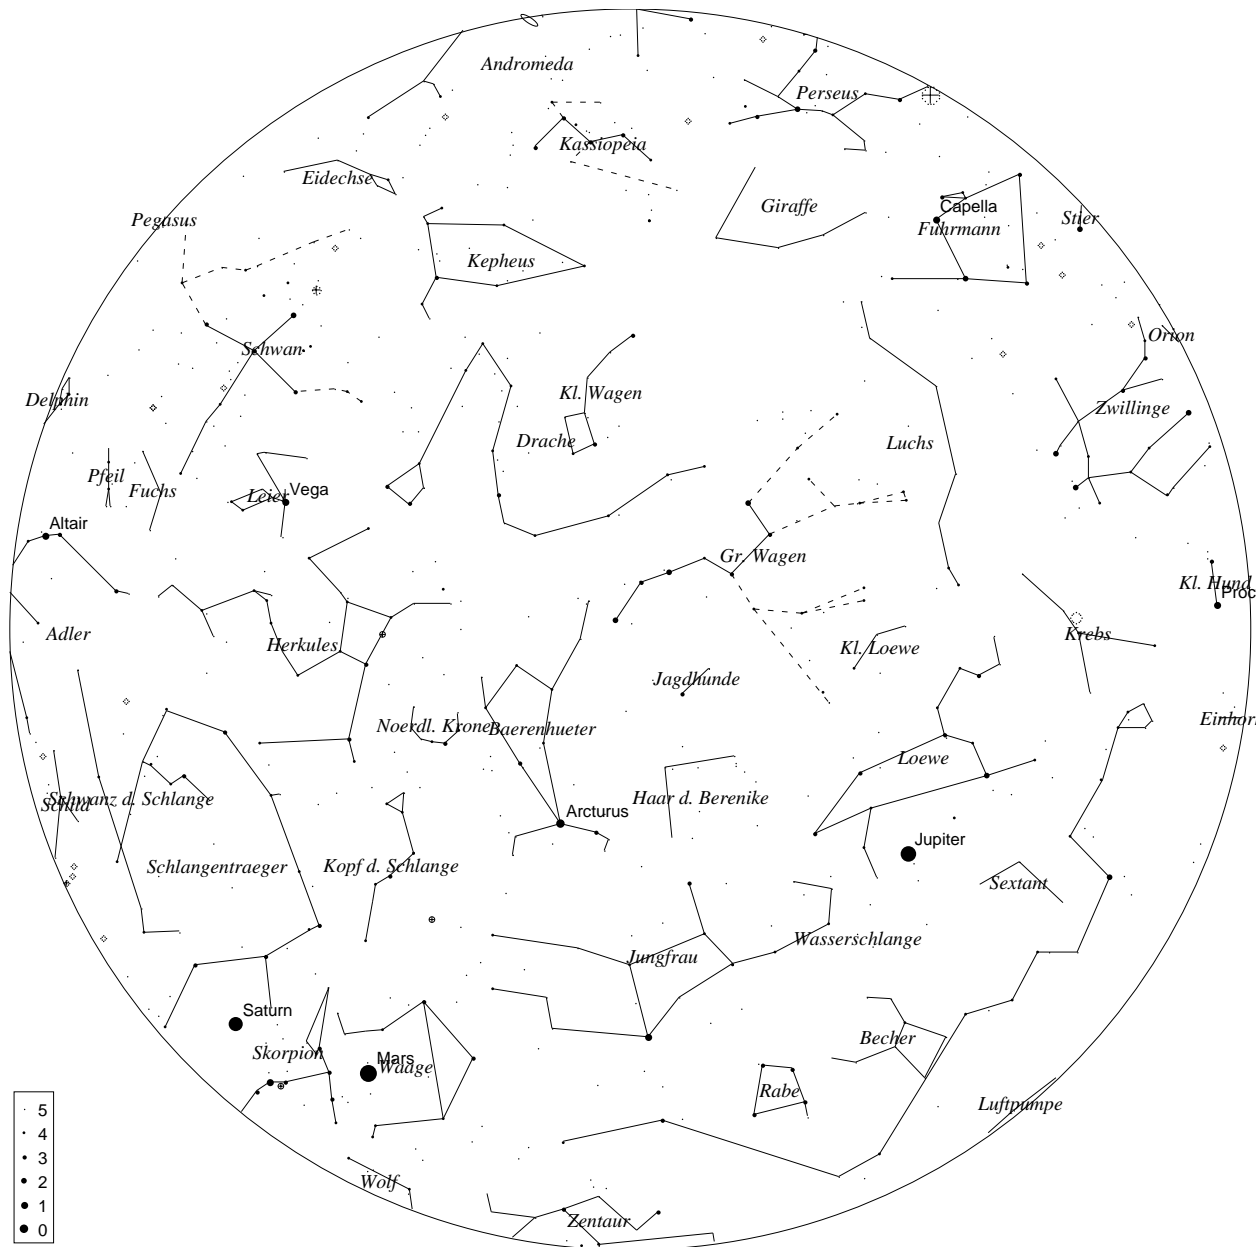 Andromeda
Perseus
Kassiopeia
Eidechse
Giraffe
Capella
Pegasus
Stier
Fuhrmann
Kepheus
Orion
Schwan
Kl. Wagen
Delphin
Zwillinge
Drache
Luchs
Pfeil
Fuchs
Leier
Vega
Altair
Gr. Wagen
Kl. Hund
Proc
Adler
Herkules
Kl. Loewe
Krebs
Jagdhunde
Noerdl. Krone
Baerenhueter
Einhorn
Loewe
Schwanz d. Schlange
Schild
Haar d. Berenike
Arcturus
Jupiter
Schlangentraeger
Kopf d. Schlange
Sextant
Wasserschlange
Jungfrau
Saturn
Becher
Skorpion
Mars
Waage
Rabe
Luftpumpe
Wolf
Zentaur
5
4
3
2
1
0